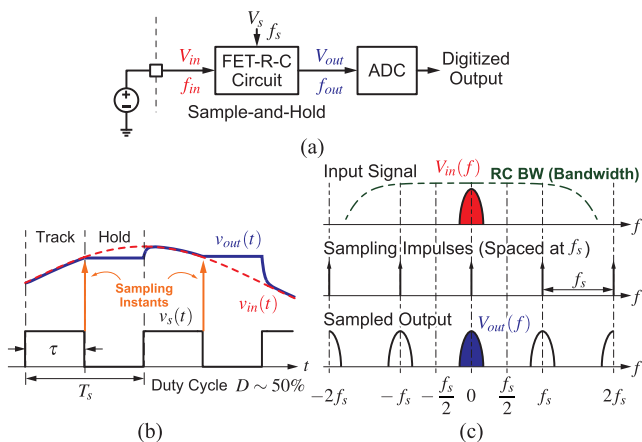 V_s
f_s
V_in
f_in
FET-R-C
Circuit
V_out
f_out
ADC
Digitized
Output
Sample-and-Hold
(a)
Track
Hold
v_out(t)
Sampling
Instants
v_in(t)
v_s(t)
τ
t
T_s
Duty Cycle D ∼ 50%
(b)
V_in(f)
RC BW (Bandwidth)
Input Signal
f
Sampling Impulses (Spaced at f_s)
f_s
f
Sampled Output
V_out(f)
f
−2f_s
−f_s
−f_s/2
0
f_s/2
f_s
2f_s
(c)